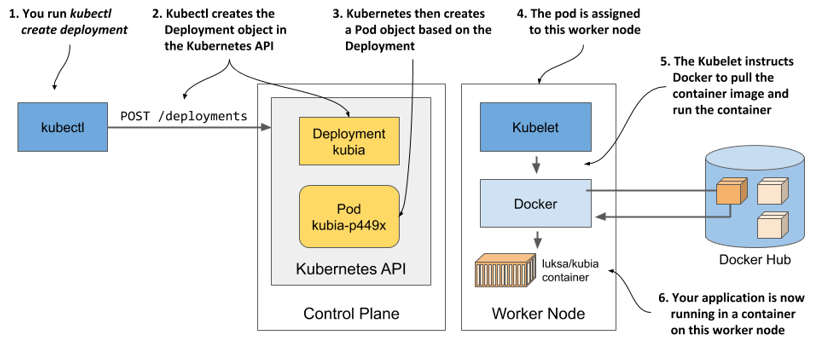 1. You run kubectl
create deployment
2. Kubectl creates the
Deployment object in
the Kubernetes API
3. Kubernetes then creates
a Pod object based on the
Deployment
4. The pod is assigned
to this worker node
5. The Kubelet instructs
Docker to pull the
container image and
run the container
kubectl
POST /deployments
Deployment
kubia
Pod
kubia-p449x
Kubernetes API
Control Plane
Kubelet
Docker
luksa/kubia
container
Worker Node
Docker Hub
6. Your application is now
running in a container
on this worker node